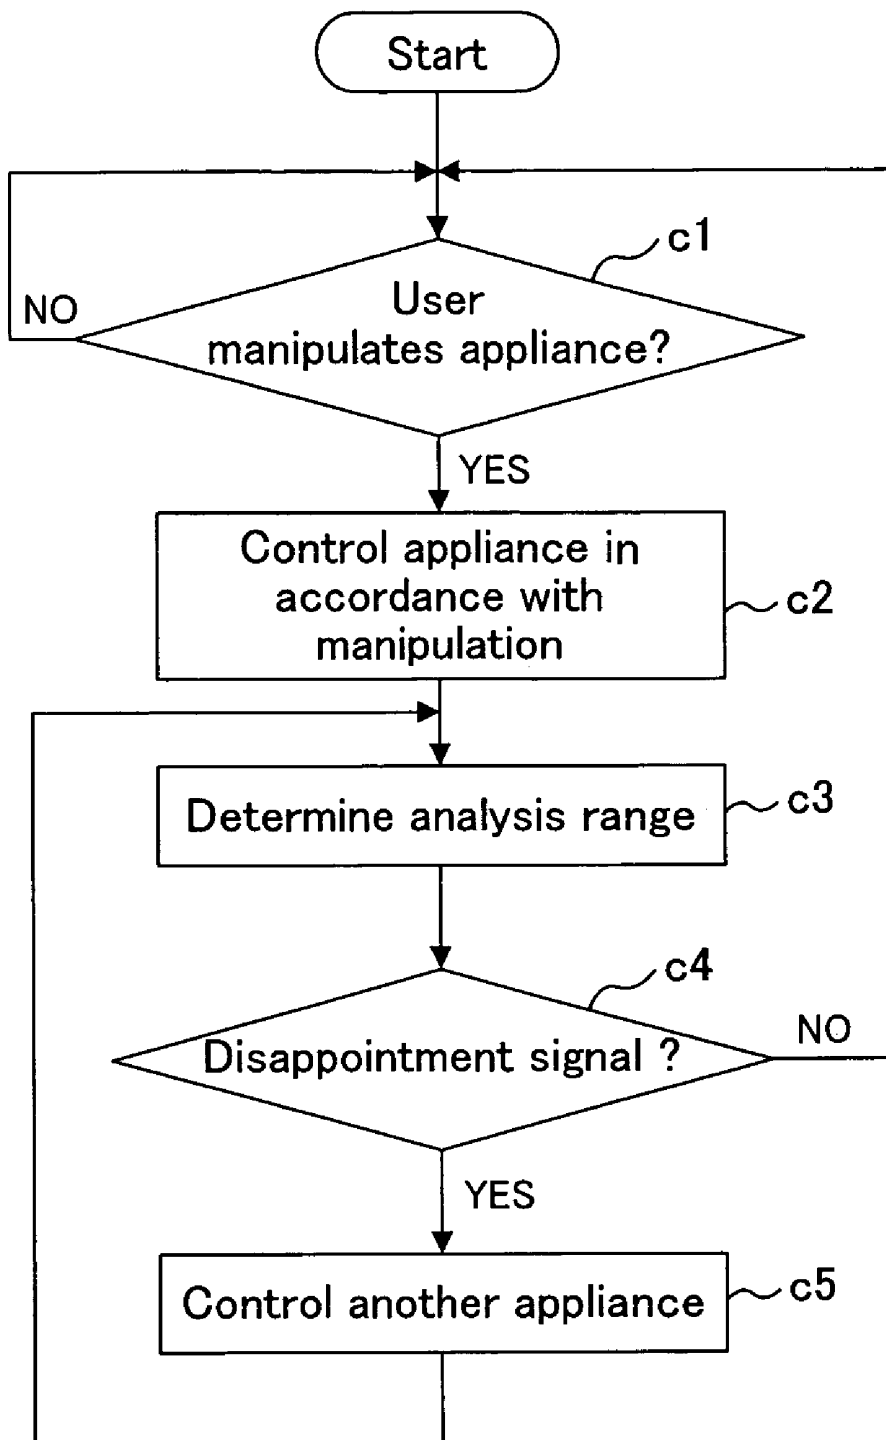 Start
c1
User
NO
manipulates appliance?
YES
Control appliance in
accordance with
manipulation
c2
Determine analysis range
c3
c4
NO
Disappointment signal ?
YES
Control another appliance
c5